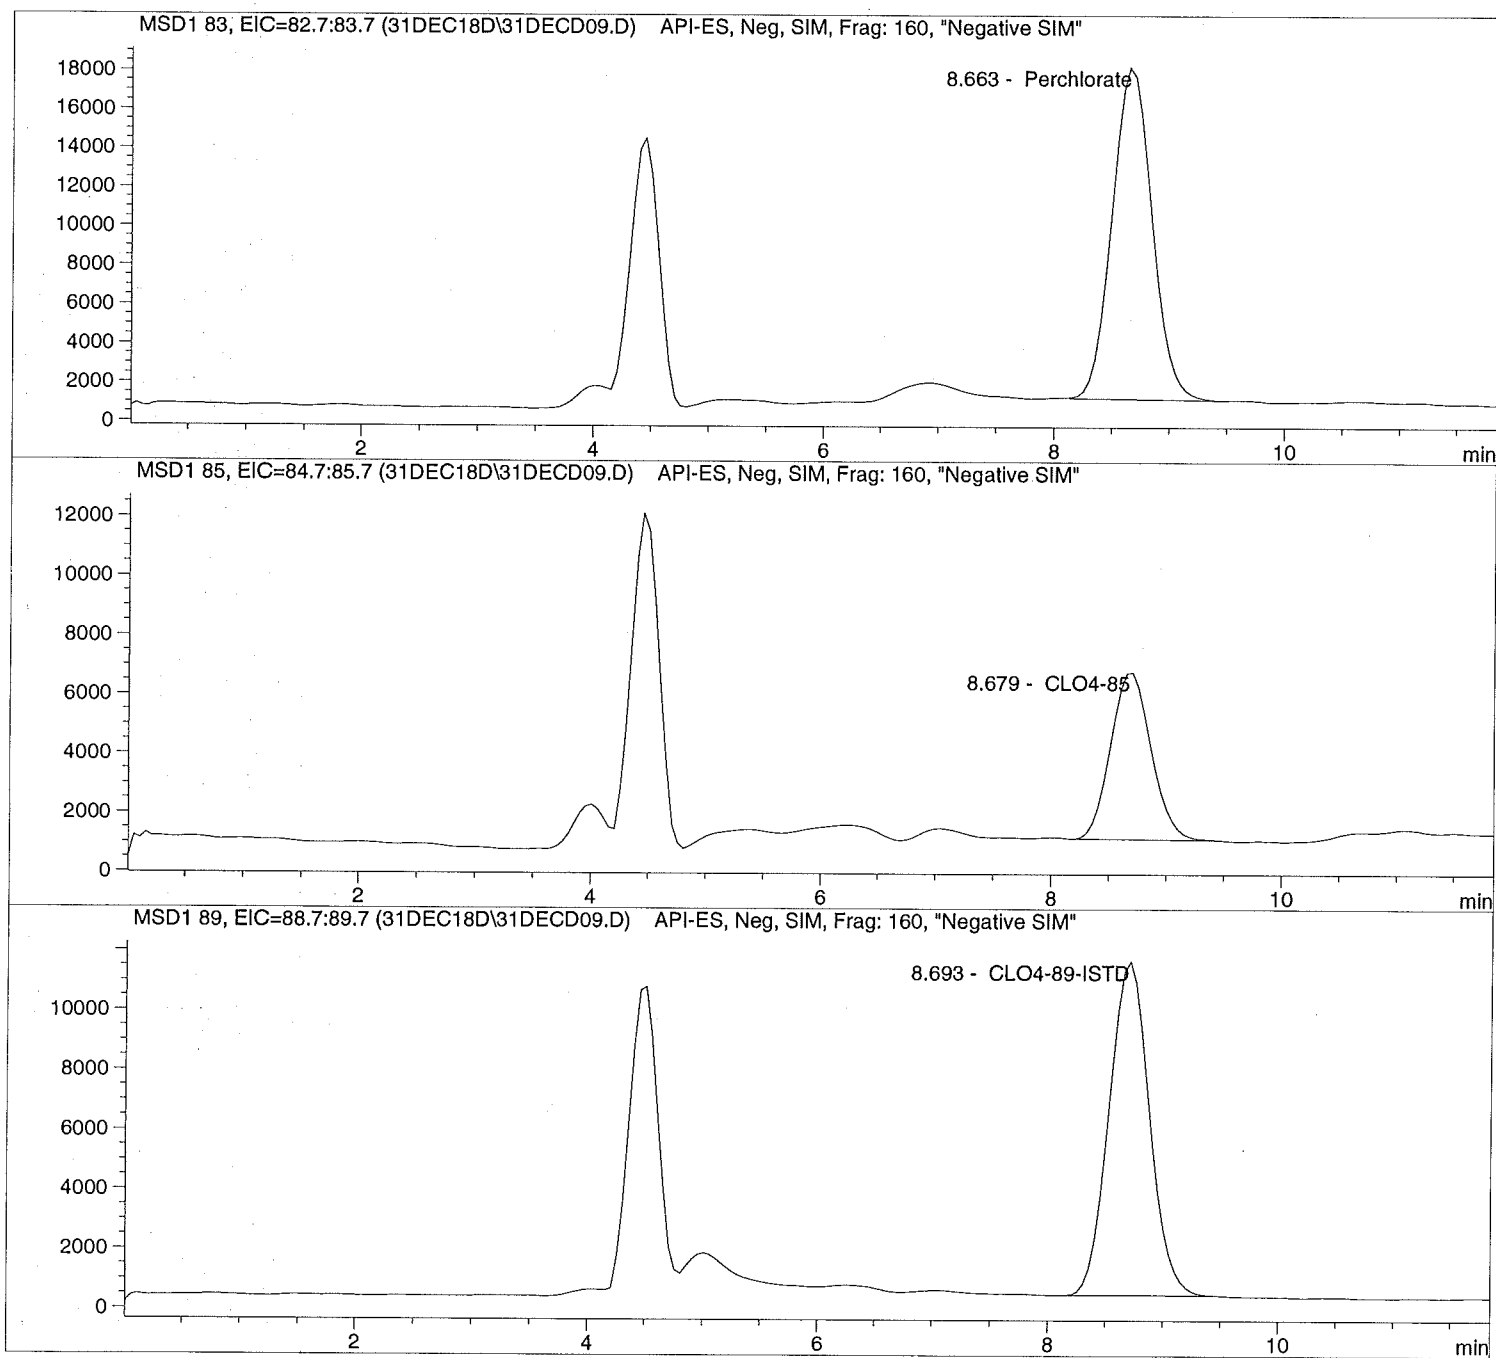 MSD1 83, EIC=82.7:83.7 (31DEC18D\31DECD09.D) API-ES, Neg, SIM, Frag: 160, "Negative SIM"
18000
8.663 - Perchlorate
16000
14000
12000
10000
8000
6000
4000
2000
0
2 4 6 8 10 min
MSD1 85, EIC=84.7:85.7 (31DEC18D\31DECD09.D) API-ES, Neg, SIM, Frag: 160, "Negative SIM"
12000
10000
8000
8.679 - CLO4-85
6000
4000
2000
0
2 4 6 8 10 min
MSD1 89, EIC=88.7:89.7 (31DEC18D\31DECD09.D) API-ES, Neg, SIM, Frag: 160, "Negative SIM"
8.693 - CLO4-89-ISTD
10000
8000
6000
4000
2000
0
2 4 6 8 10 min